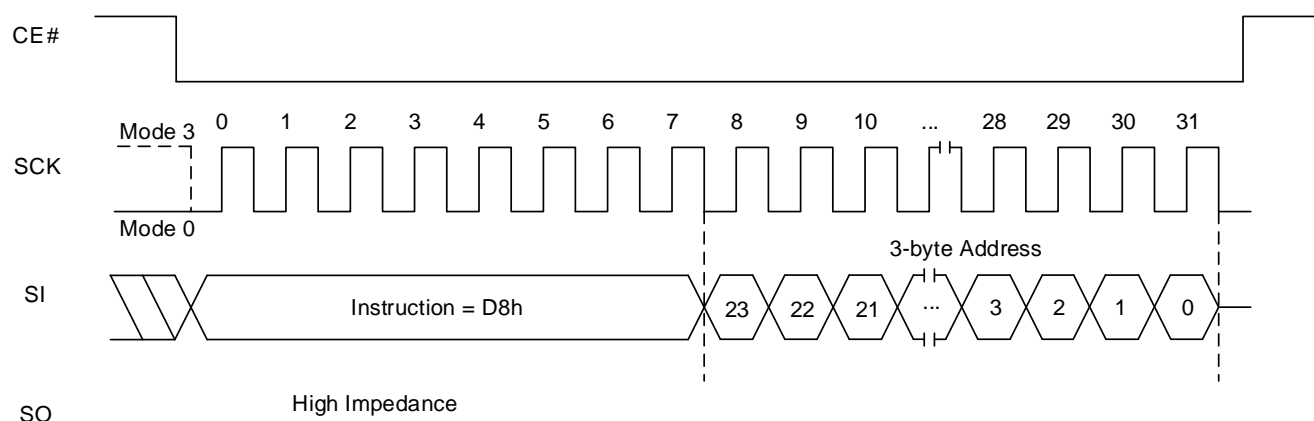 CE#
Mode 3
0 1 2 3 4 5 6 7 8 9 10 ... 28 29 30 31
SCK
Mode 0
3-byte Address
SI
Instruction = D8h
23 22 21 ... 3 2 1 0
High Impedance
SO